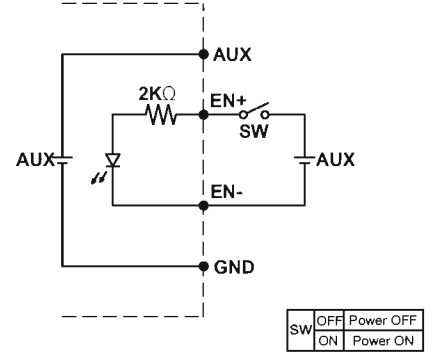 AUX
2KΩ
EN+
SW
AUX
AUX
EN-
GND
SW OFF Power OFF
ON Power ON